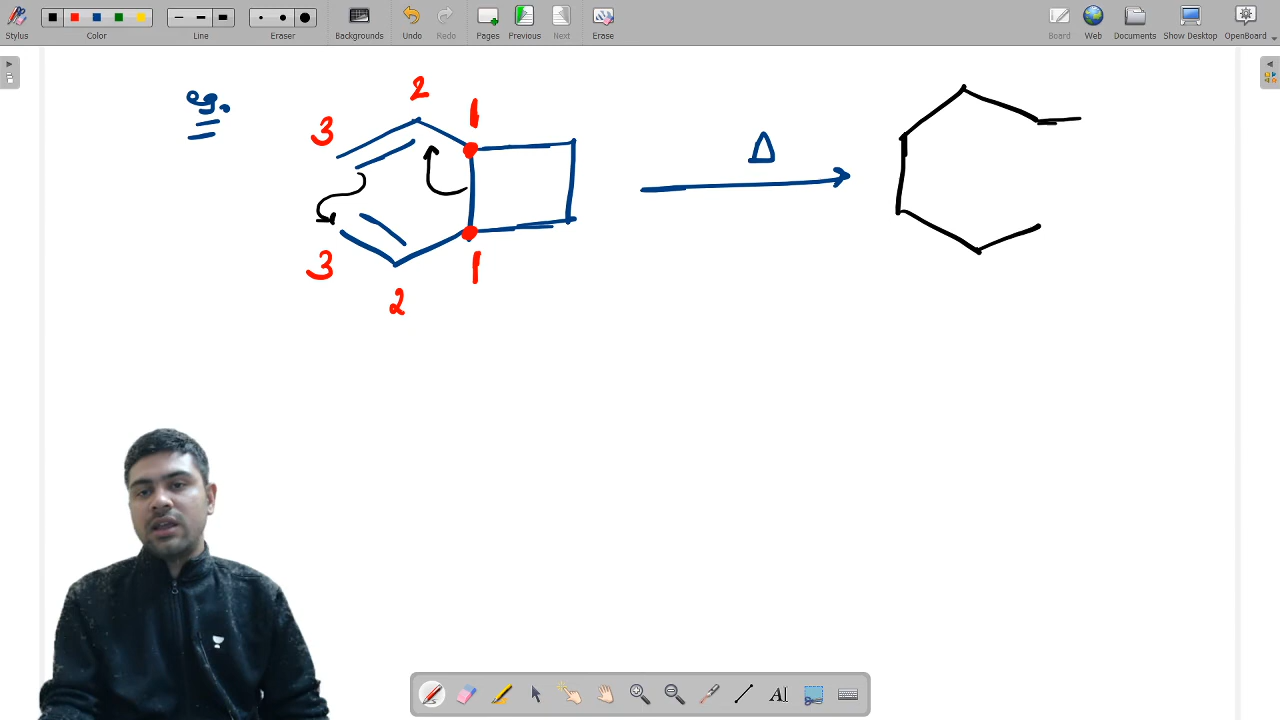 Stylus
Color
Line
Eraser
Backgrounds
Undo
Redo
Pages
Previous
Next
Erase
Board
Web
Documents
Show Desktop
OpenBoard
eg.
2
1
3
Δ
3
1
2
AI